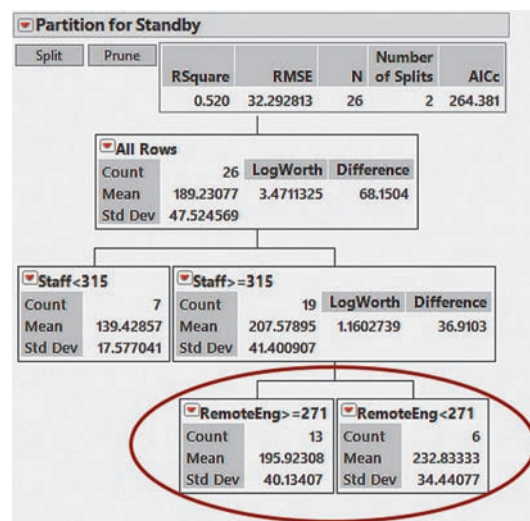 Partition for Standby
Split Prune
RSquare RMSE N Number of Splits AICc
0.520 32.292813 26 2 264.381
All Rows
Count 26 LogWorth Difference
Mean 189.23077 3.4711325 68.1504
Std Dev 47.524569
Staff<315
Count 7
Mean 139.42857
Std Dev 17.577041
Staff>=315
Count 19 LogWorth Difference
Mean 207.57895 1.1602739 36.9103
Std Dev 41.400907
RemoteEng>=271
Count 13
Mean 195.92308
Std Dev 40.13407
RemoteEng<271
Count 6
Mean 232.83333
Std Dev 34.44077